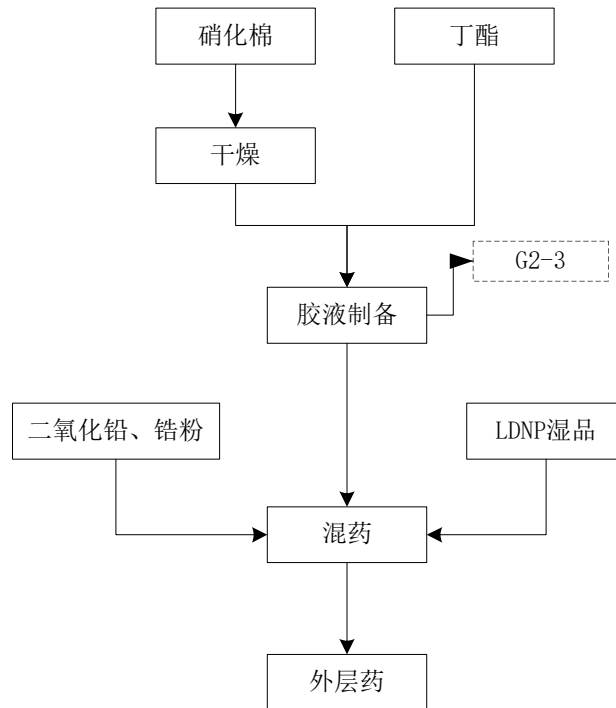 硝化棉
丁酯
干燥
G2-3
胶液制备
二氧化铅、锆粉
LDNP湿品
混药
外层药